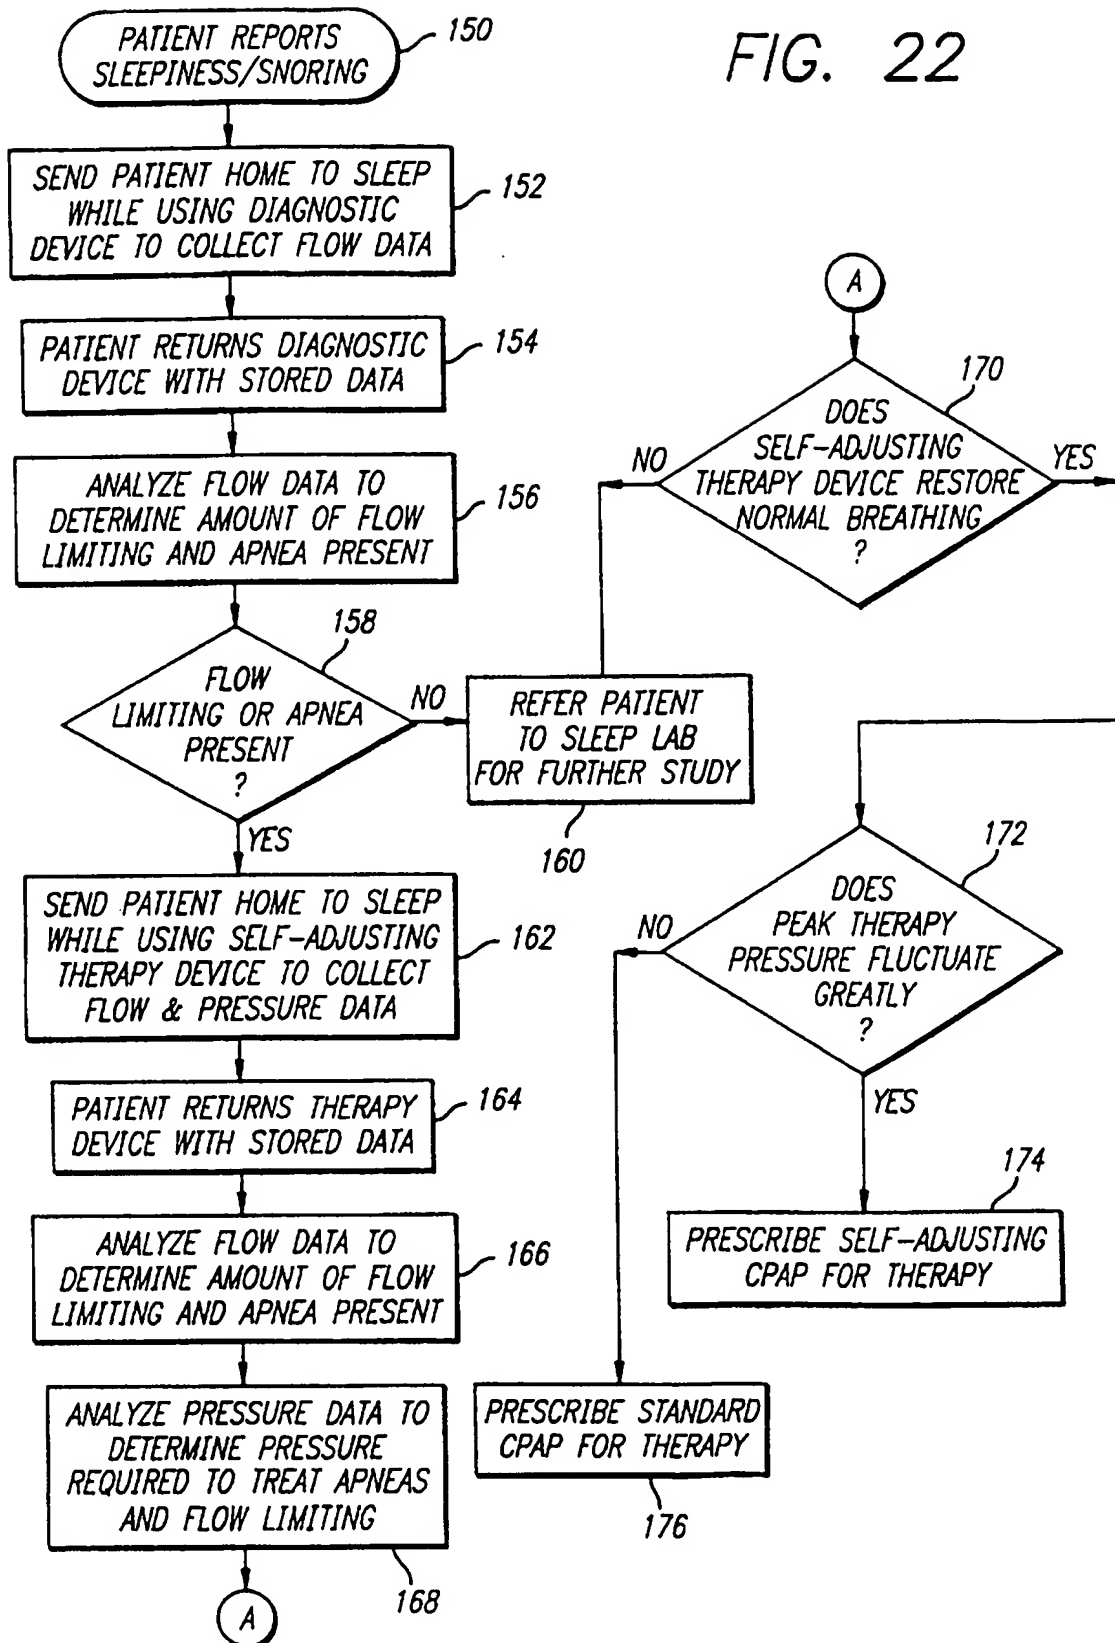 FIG. 22
PATIENT REPORTS
SLEEPINESS/SNORING
150
SEND PATIENT HOME TO SLEEP
WHILE USING DIAGNOSTIC
DEVICE TO COLLECT FLOW DATA
152
PATIENT RETURNS DIAGNOSTIC
DEVICE WITH STORED DATA
154
ANALYZE FLOW DATA TO
DETERMINE AMOUNT OF FLOW
LIMITING AND APNEA PRESENT
156
FLOW
LIMITING OR APNEA
PRESENT
?
158
NO
YES
REFER PATIENT
TO SLEEP LAB
FOR FURTHER STUDY
160
SEND PATIENT HOME TO SLEEP
WHILE USING SELF-ADJUSTING
THERAPY DEVICE TO COLLECT
FLOW & PRESSURE DATA
162
PATIENT RETURNS THERAPY
DEVICE WITH STORED DATA
164
ANALYZE FLOW DATA TO
DETERMINE AMOUNT OF FLOW
LIMITING AND APNEA PRESENT
166
ANALYZE PRESSURE DATA TO
DETERMINE PRESSURE
REQUIRED TO TREAT APNEAS
AND FLOW LIMITING
168
A
A
DOES
SELF-ADJUSTING
THERAPY DEVICE RESTORE
NORMAL BREATHING
?
170
NO
YES
DOES
PEAK THERAPY
PRESSURE FLUCTUATE
GREATLY
?
172
NO
YES
PRESCRIBE SELF-ADJUSTING
CPAP FOR THERAPY
174
PRESCRIBE STANDARD
CPAP FOR THERAPY
176